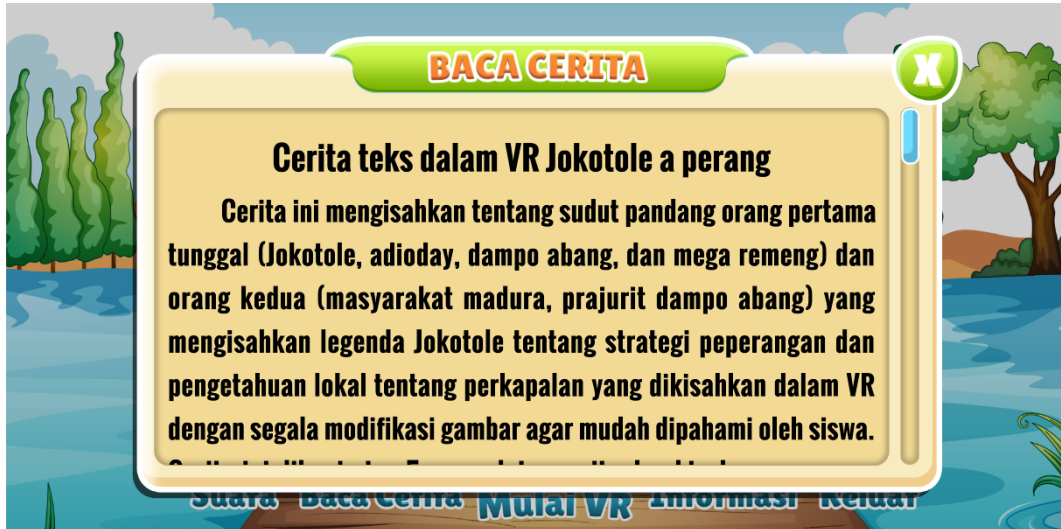 BACA CERITA
X
Cerita teks dalam VR Jokotole a perang
Cerita ini mengisahkan tentang sudut pandang orang pertama
tunggal (Jokotole, adioday, dampo abang, dan mega remeng) dan
orang kedua (masyarakat madura, prajurit dampo abang) yang
mengisahkan legenda Jokotole tentang strategi peperangan dan
pengetahuan lokal tentang perkapalan yang dikisahkan dalam VR
dengan segala modifikasi gambar agar mudah dipahami oleh siswa.
Suara Baca Cerita Mulai VR Informasi Keluar